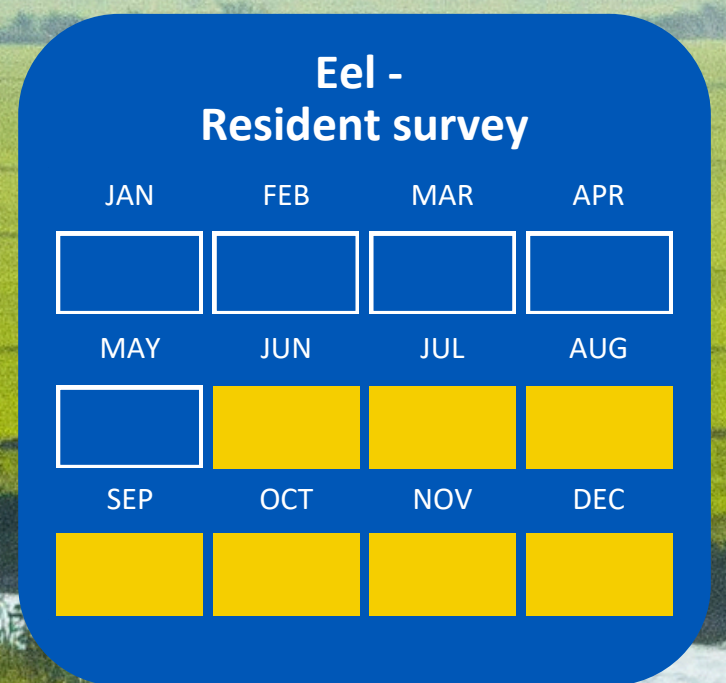 Eel -
Resident survey
JAN FEB MAR APR
MAY JUN JUL AUG
SEP OCT NOV DEC